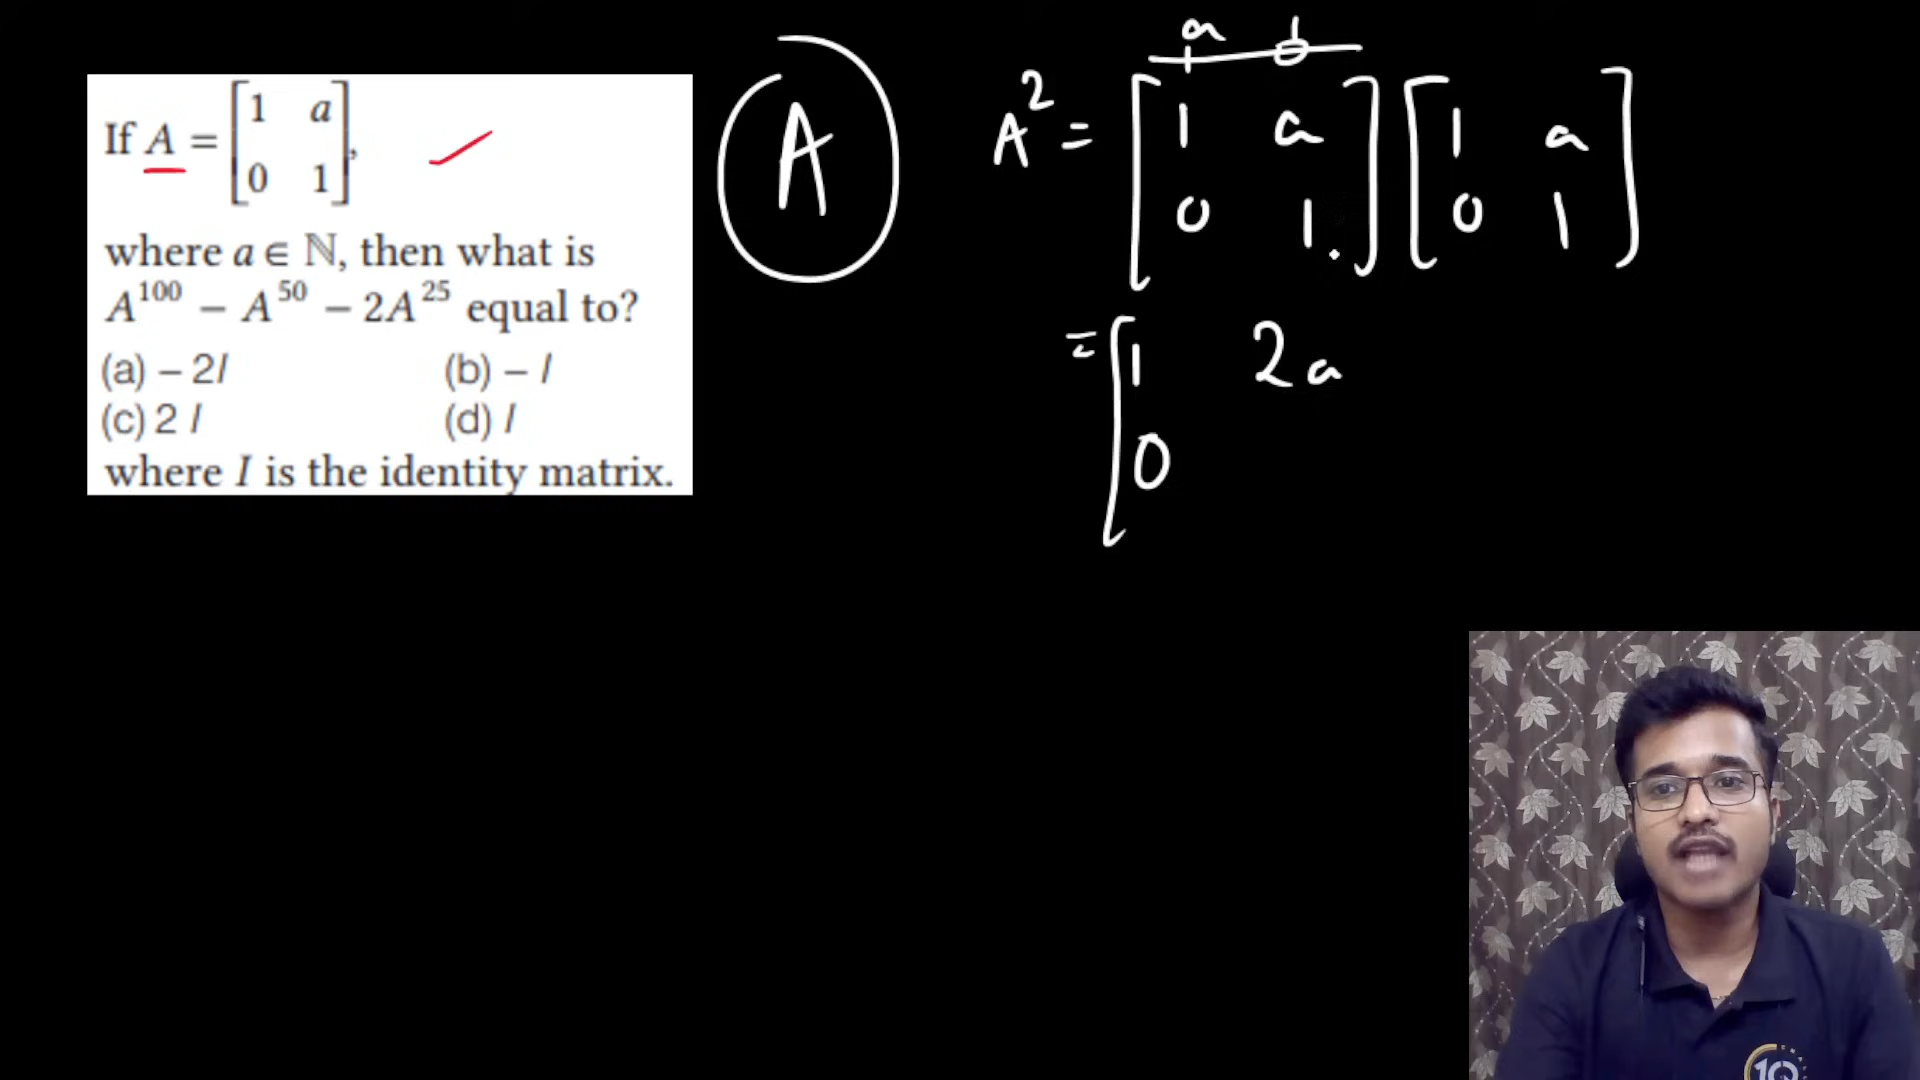 If A = [1 a
0 1],
where a ∈ ℕ, then what is
A^100 − A^50 − 2A^25 equal to?
(a) − 2I (b) − I
(c) 2 I (d) I
where I is the identity matrix.
A
a b
A^2 = [1 a [1 a
0 1.] 0 1]
= [1 2a
0
1Q